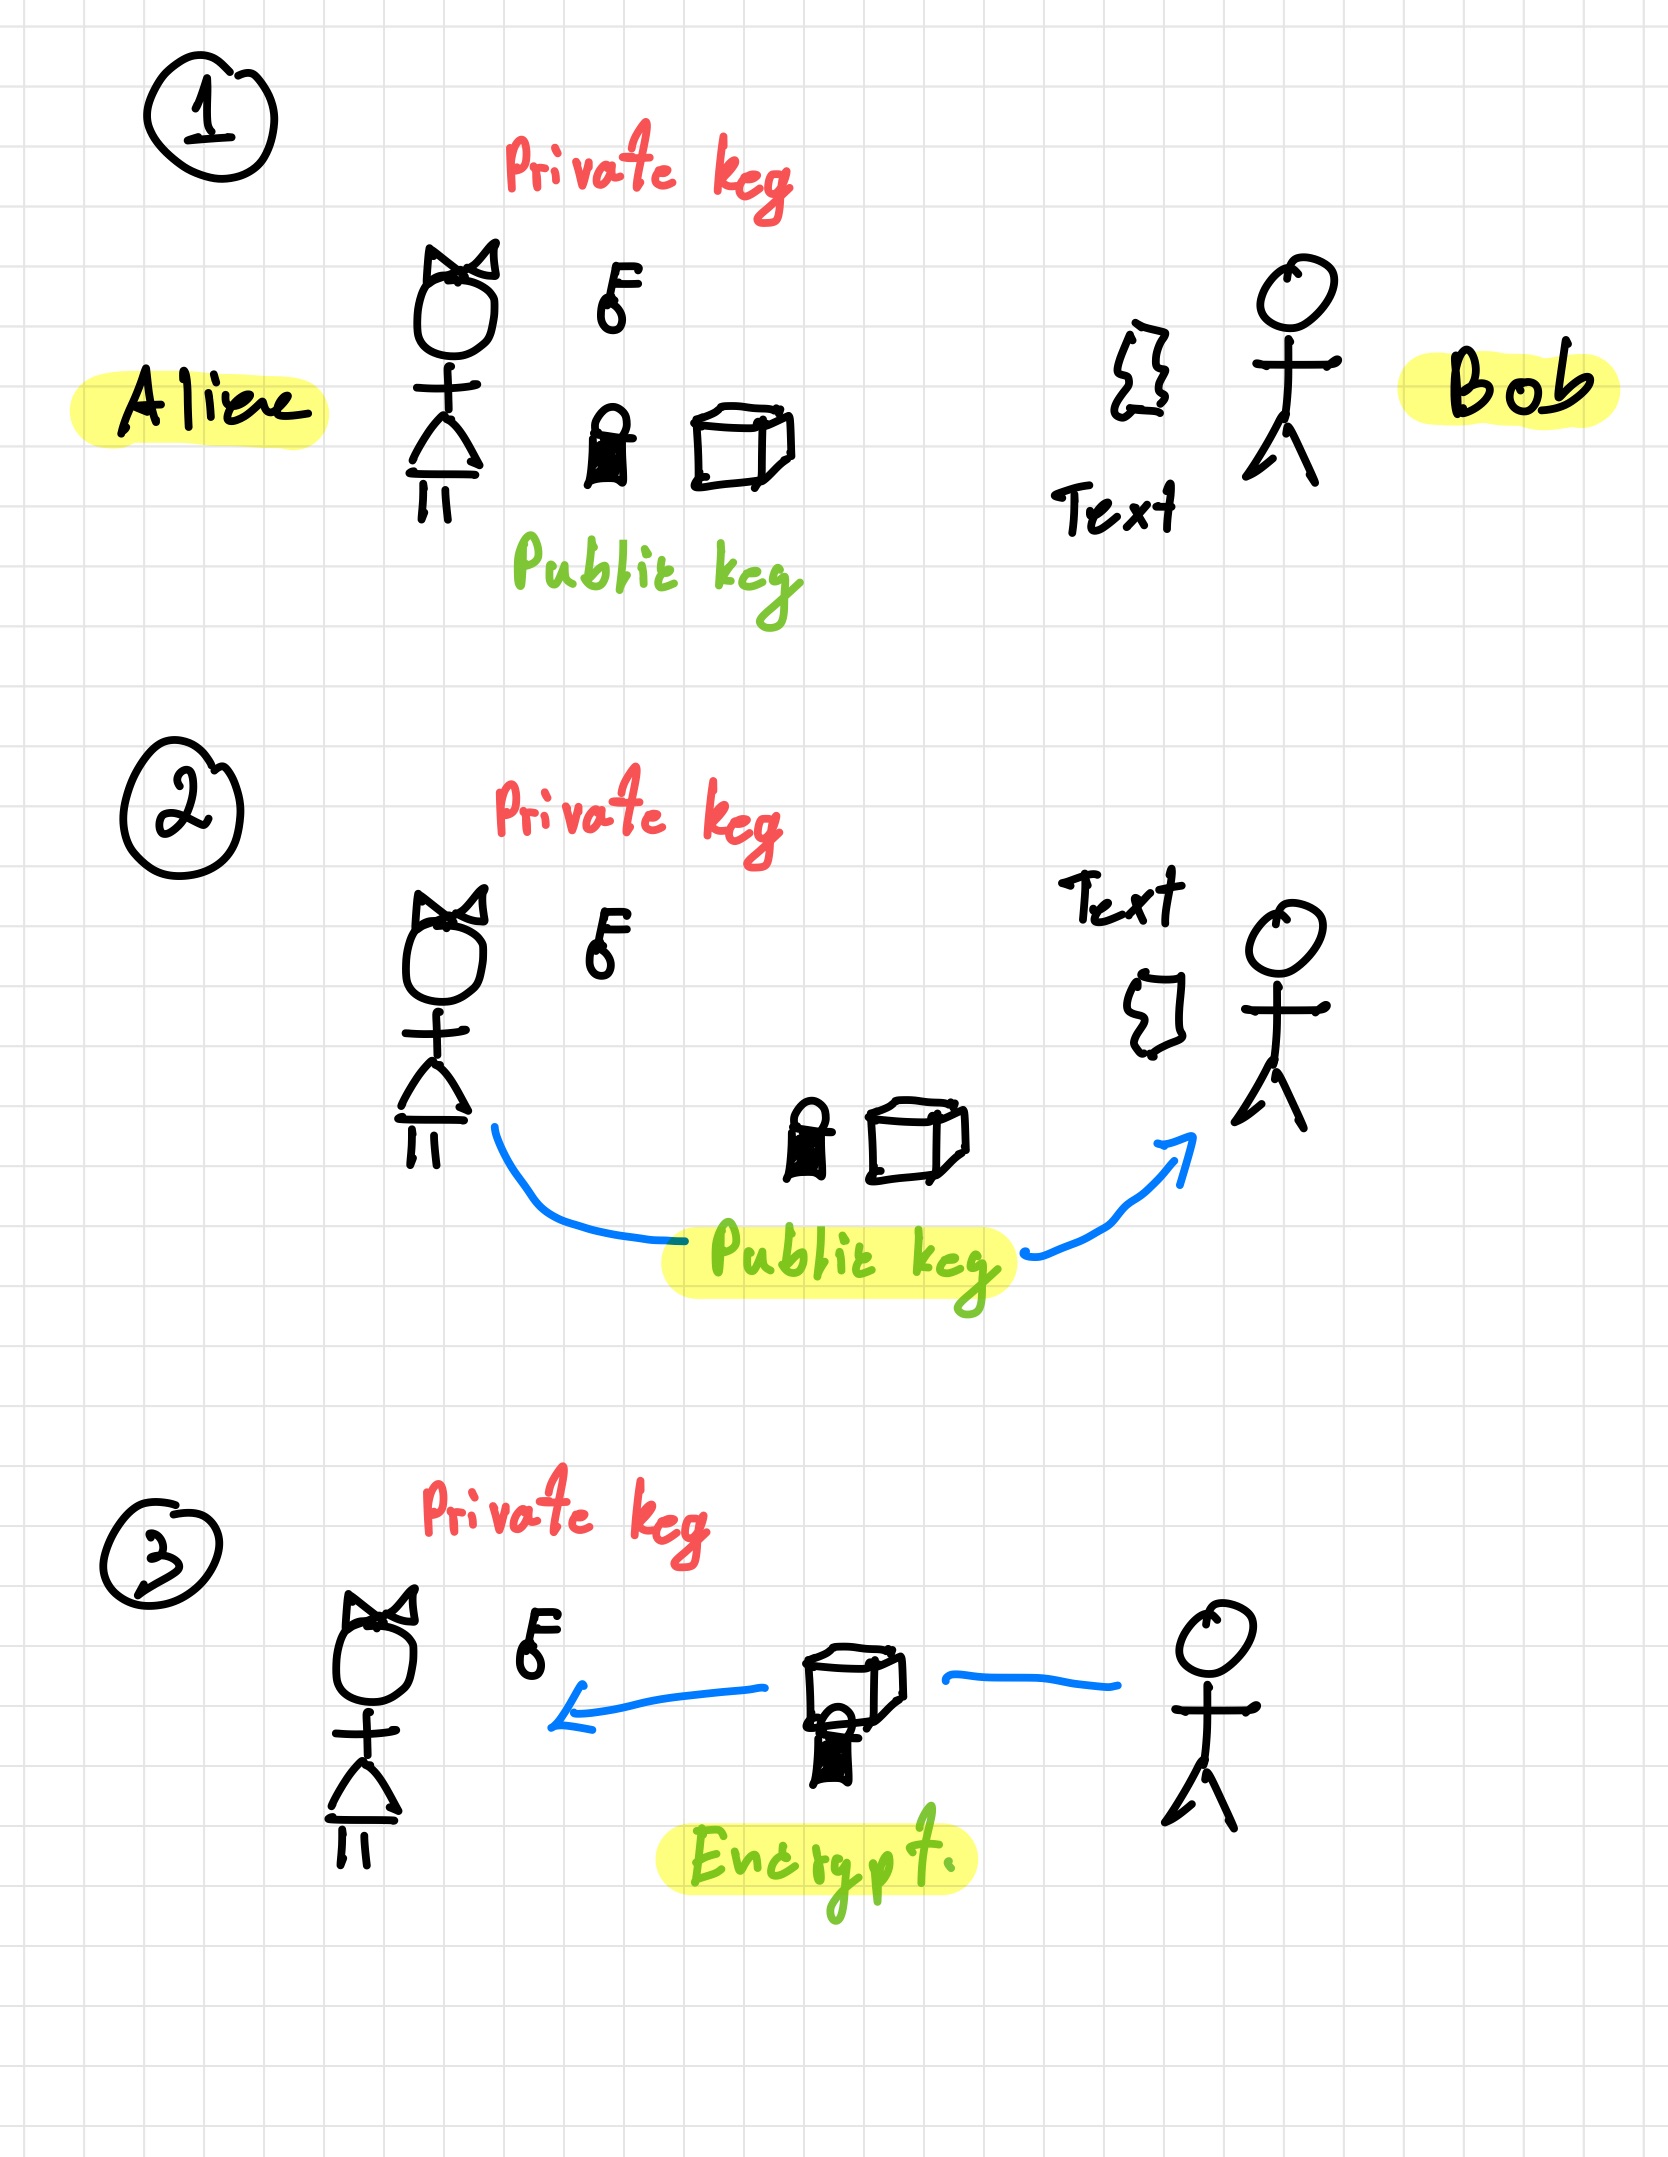 1
Private key
Alice
Bob
Text
Public key
2
Private key
Text
Public key
3
Private key
Encrypt.